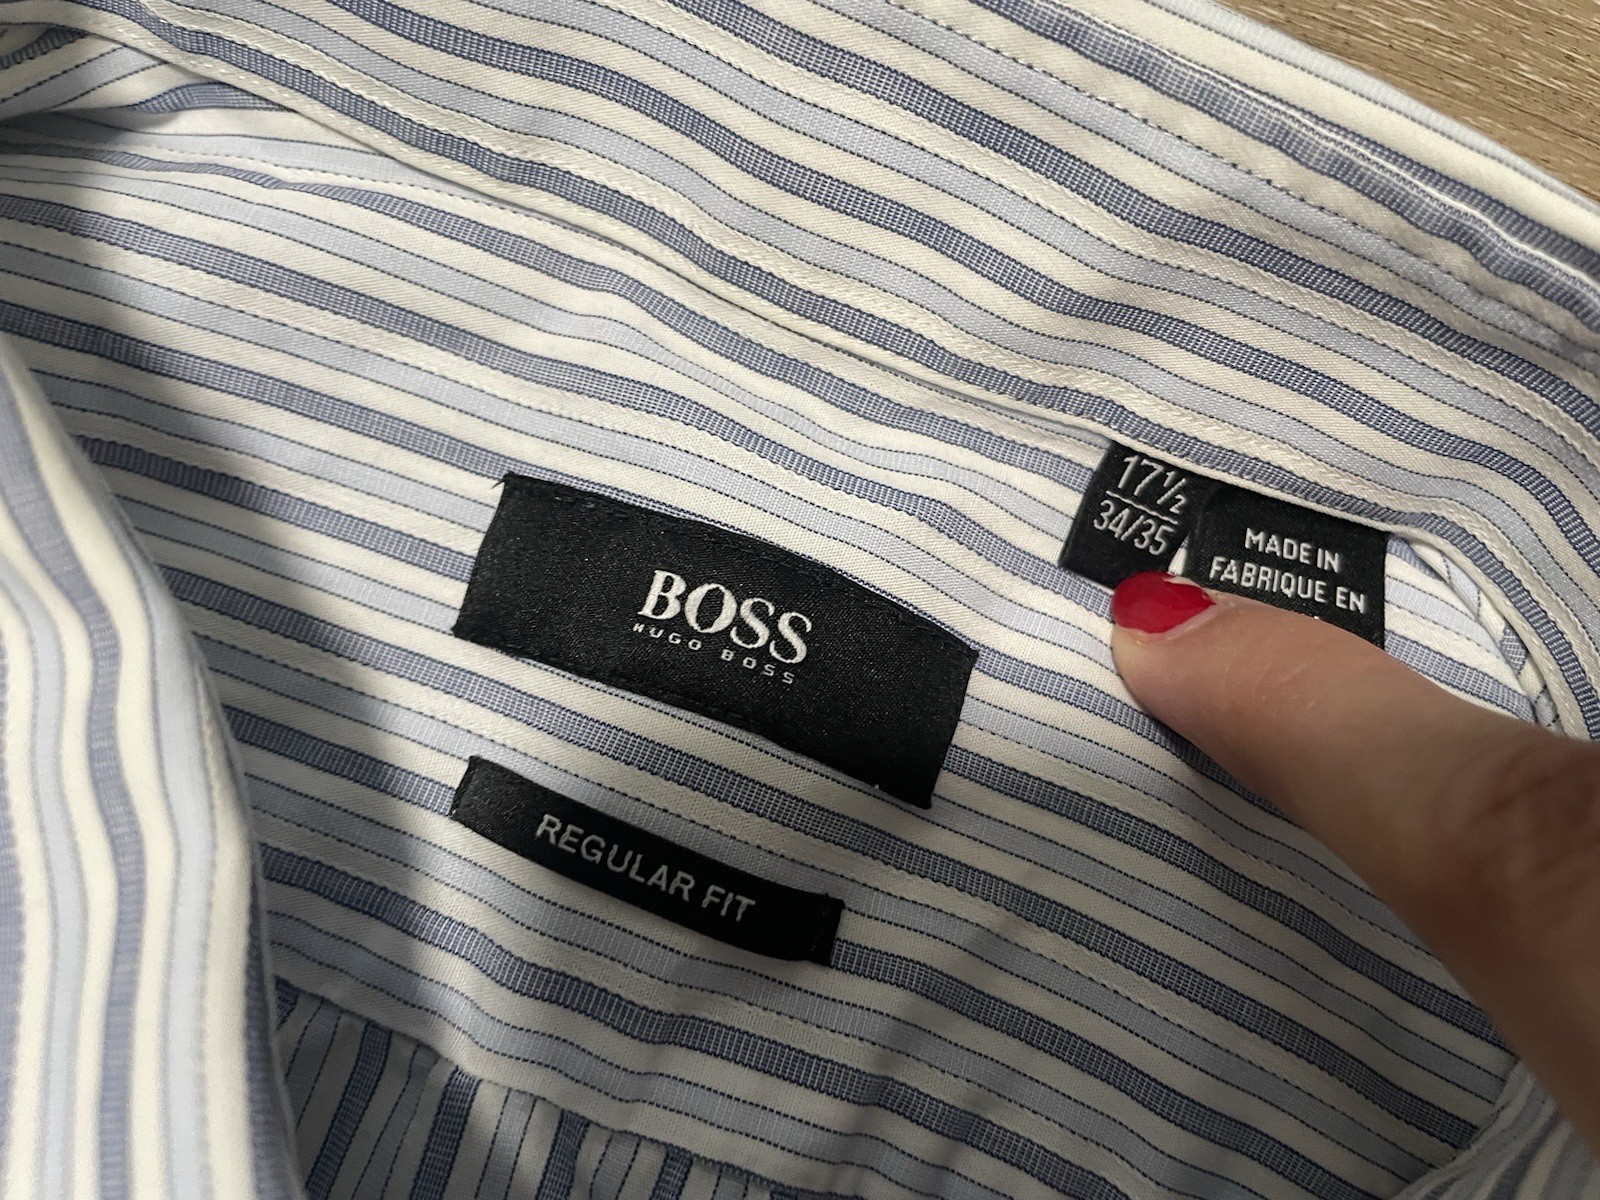 17½
34/35
MADE IN
FABRIQUE EN
BOSS
HUGO BOSS
REGULAR FIT